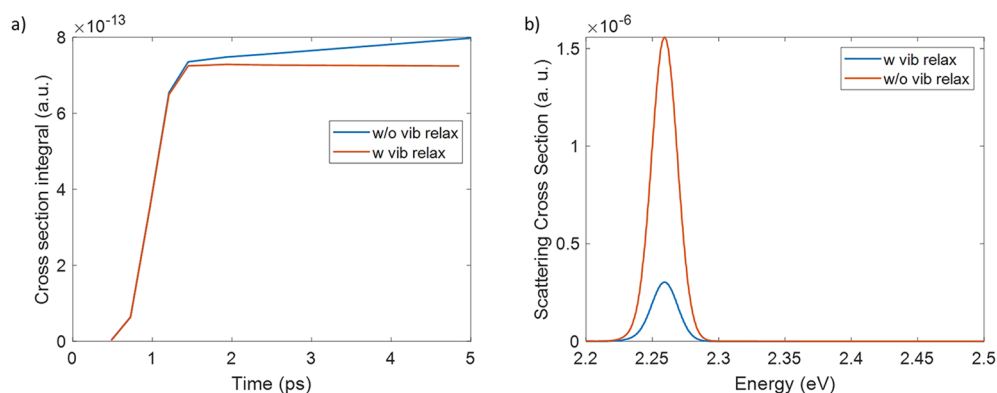 a)
×10⁻¹³
8
6
4
2
0
Cross section integral (a.u.)
w/o vib relax
w vib relax
0 1 2 3 4 5
Time (ps)
b)
×10⁻⁶
1.5
1
0.5
0
Scattering Cross Section (a. u.)
w vib relax
w/o vib relax
2.2 2.25 2.3 2.35 2.4 2.45 2.5
Energy (eV)